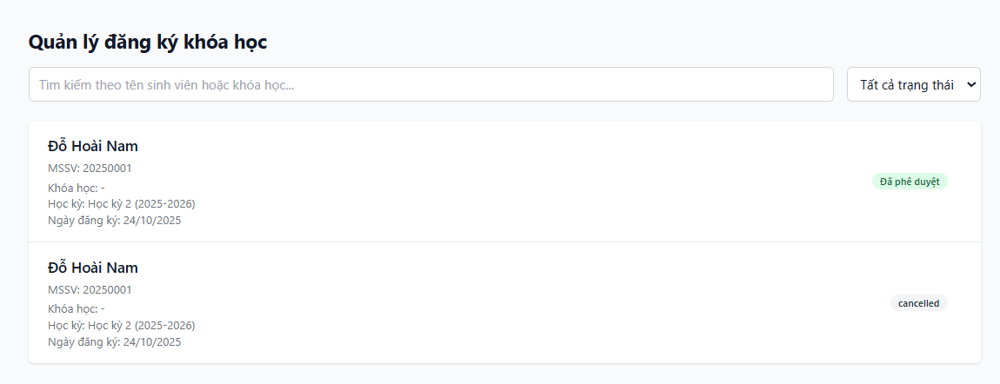 Quản lý đăng ký khóa học
Tìm kiếm theo tên sinh viên hoặc khóa học...
Tất cả trạng thái
Đỗ Hoài Nam
MSSV: 20250001
Khóa học: -
Học kỳ: Học kỳ 2 (2025-2026)
Ngày đăng ký: 24/10/2025
Đã phê duyệt
Đỗ Hoài Nam
MSSV: 20250001
Khóa học: -
Học kỳ: Học kỳ 2 (2025-2026)
Ngày đăng ký: 24/10/2025
cancelled